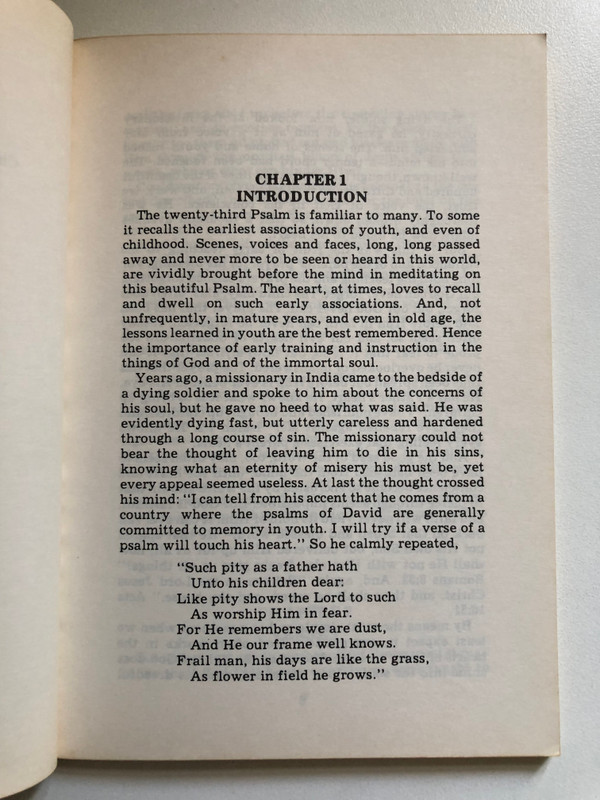 CHAPTER 1
INTRODUCTION
The twenty-third Psalm is familiar to many. To some
it recalls the earliest associations of youth, and even of
childhood. Scenes, voices and faces, long, long passed
away and never more to be seen or heard in this world,
are vividly brought before the mind in meditating on
this beautiful Psalm. The heart, at times, loves to recall
and dwell on such early associations. And, not
unfrequently, in mature years, and even in old age, the
lessons learned in youth are the best remembered. Hence
the importance of early training and instruction in the
things of God and of the immortal soul.
Years ago, a missionary in India came to the bedside of
a dying soldier and spoke to him about the concerns of
his soul, but he gave no heed to what was said. He was
evidently dying fast, but utterly careless and hardened
through a long course of sin. The missionary could not
bear the thought of leaving him to die in his sins,
knowing what an eternity of misery his must be, yet
every appeal seemed useless. At last the thought crossed
his mind: "I can tell from his accent that he comes from a
country where the psalms of David are generally
committed to memory in youth. I will try if a verse of a
psalm will touch his heart." So he calmly repeated,
"Such pity as a father hath
Unto his children dear:
Like pity shows the Lord to such
As worship Him in fear.
For He remembers we are dust,
And He our frame well knows.
Frail man, his days are like the grass,
As flower in field he grows."